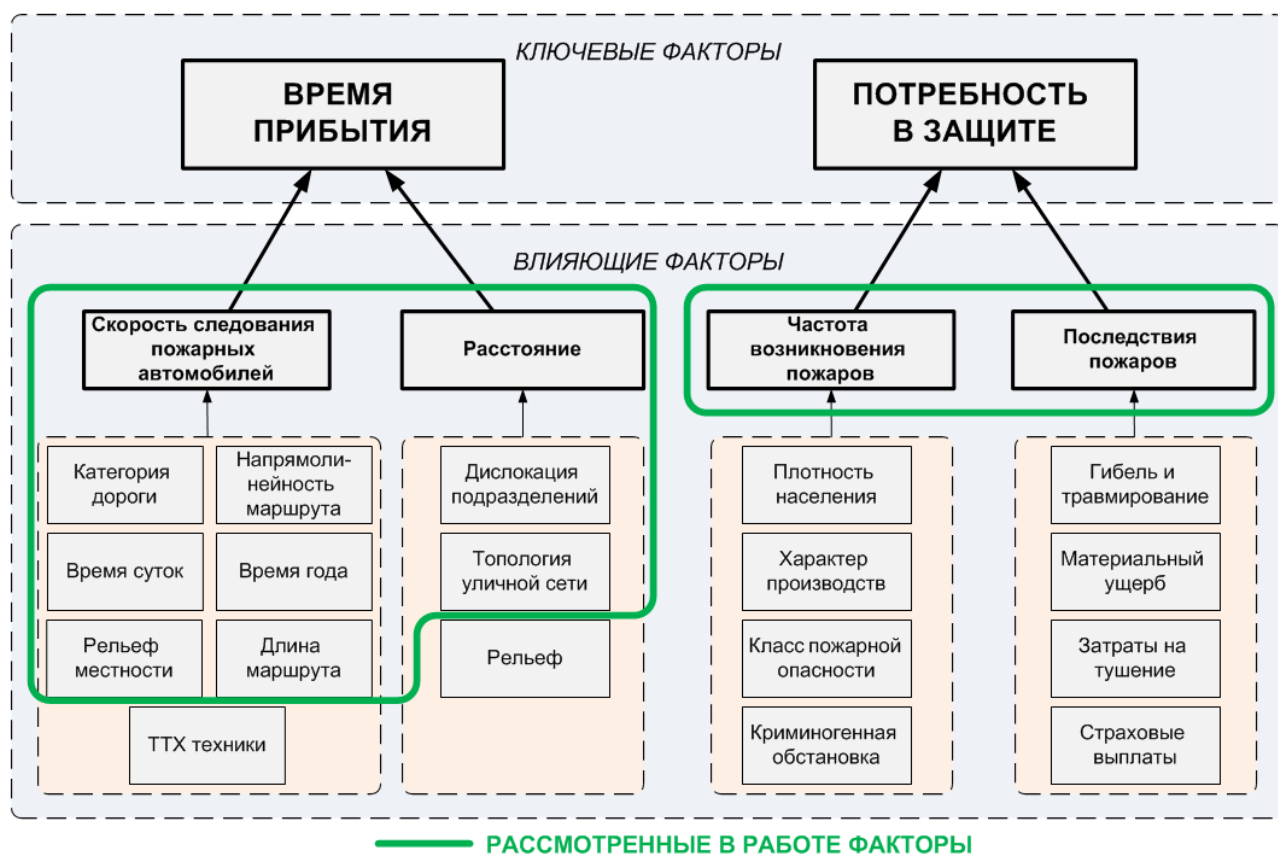 КЛЮЧЕВЫЕ ФАКТОРЫ
ВРЕМЯ
ПРИБЫТИЯ
ПОТРЕБНОСТЬ
В ЗАЩИТЕ
ВЛИЯЮЩИЕ ФАКТОРЫ
Скорость следования
пожарных
автомобилей
Расстояние
Частота
возникновения
пожаров
Последствия
пожаров
Категория
дороги
Напрямоли-
нейность
маршрута
Время суток
Время года
Рельеф
местности
Длина
маршрута
ТТХ техники
Дислокация
подразделений
Топология
уличной сети
Рельеф
Плотность
населения
Характер
производств
Класс пожарной
опасности
Криминогенная
обстановка
Гибель и
травмирование
Материальный
ущерб
Затраты на
тушение
Страховые
выплаты
РАССМОТРЕННЫЕ В РАБОТЕ ФАКТОРЫ